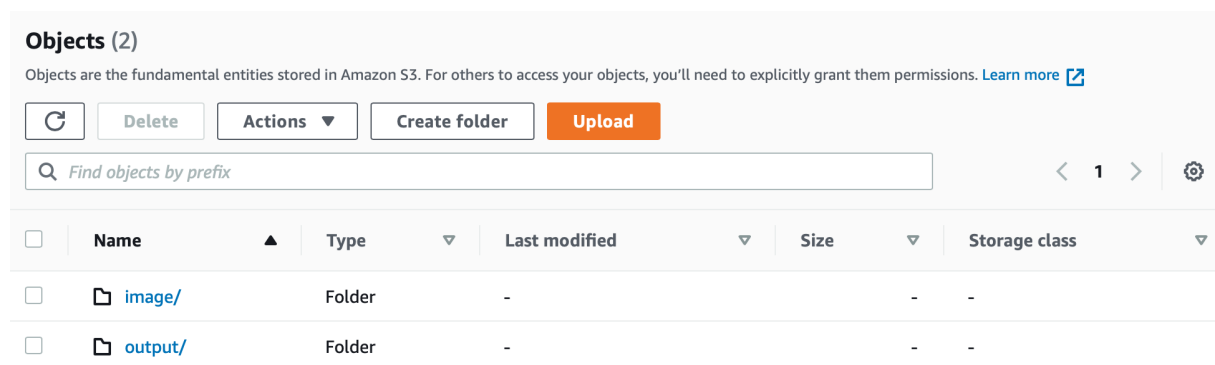 Objects (2)
Objects are the fundamental entities stored in Amazon S3. For others to access your objects, you'll need to explicitly grant them permissions. Learn more
Delete Actions Create folder Upload
Find objects by prefix 1
Name Type Last modified Size Storage class
image/ Folder - - -
output/ Folder - - -